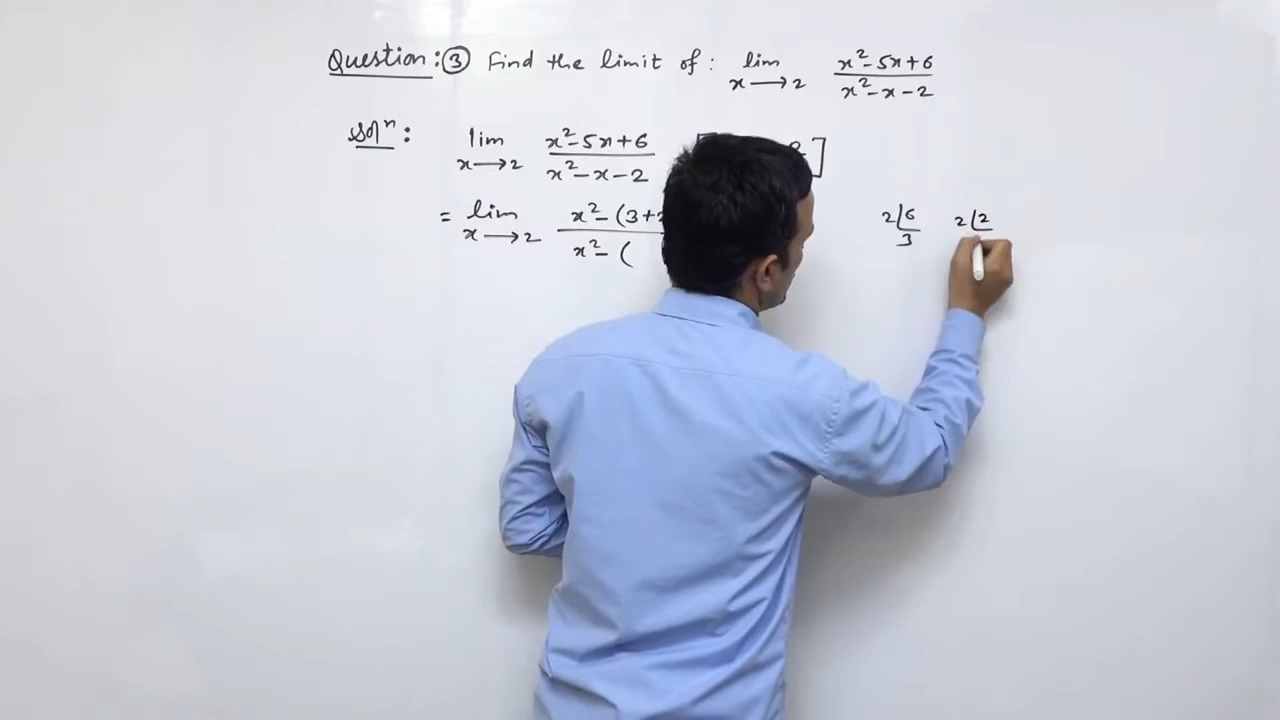 Question: ③ Find the limit of: lim x→2 x²-5x+6 / x²-x-2
Solⁿ: lim x→2 x²-5x+6 / x²-x-2 [ ]
= lim x→2 x²-(3+ / x²-(
2 6 3
2 2